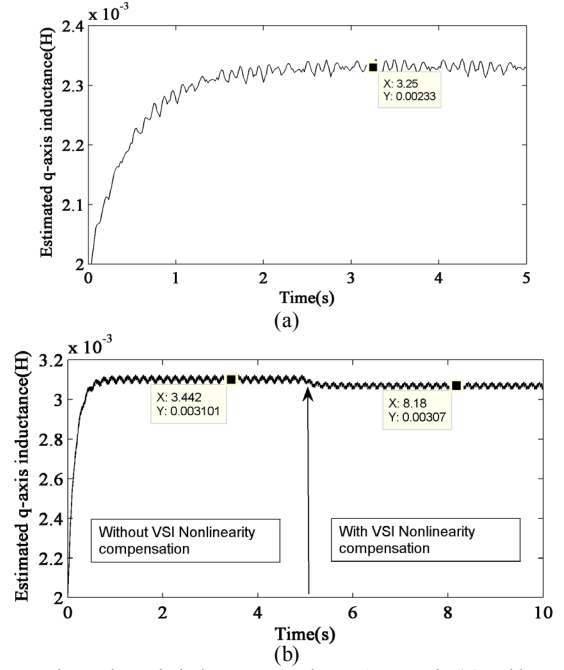 x 10⁻³
2.4
2.3
2.2
2.1
2
Estimated q-axis inductance(H)
X: 3.25
Y: 0.00233
0 1 2 3 4 5
Time(s)
(a)
x 10⁻³
3.2
3
2.8
2.6
2.4
2.2
2
Estimated q-axis inductance(H)
X: 3.442
Y: 0.003101
X: 8.18
Y: 0.00307
Without VSI Nonlinearity
compensation
With VSI Nonlinearity
compensation
0 2 4 6 8 10
Time(s)
(b)